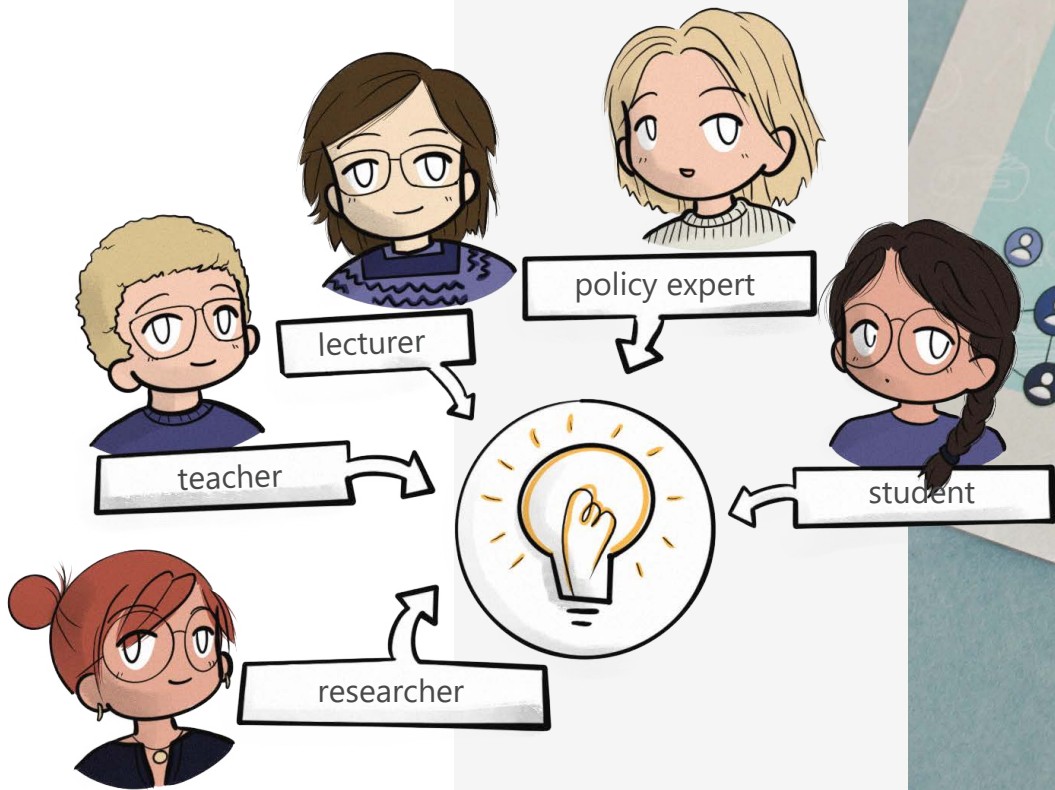 policy expert
lecturer
teacher
student
researcher